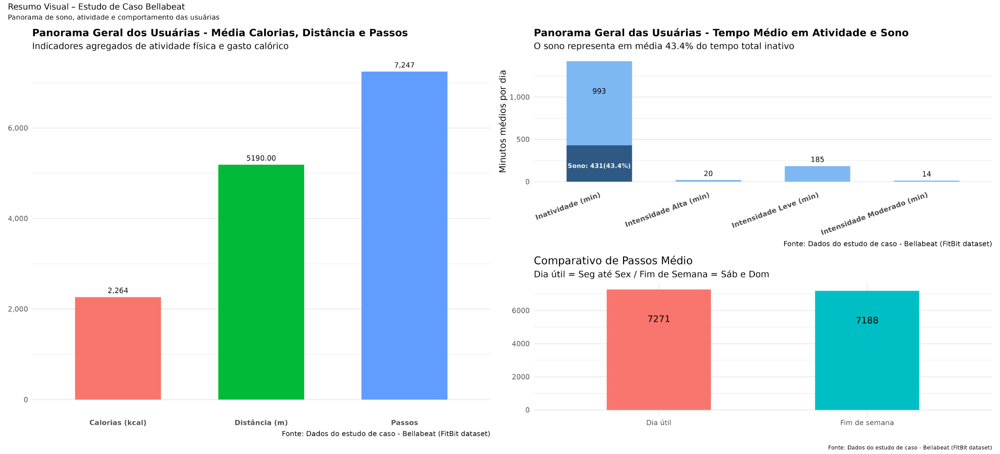 Resumo Visual – Estudo de Caso Bellabeat
Panorama de sono, atividade e comportamento das usuárias
Panorama Geral dos Usuárias - Média Calorias, Distância e Passos
Indicadores agregados de atividade física e gasto calórico
7,247
6,000
5190.00
4,000
2,264
2,000
0
Calorias (kcal)
Distância (m)
Passos
Fonte: Dados do estudo de caso - Bellabeat (FitBit dataset)
Panorama Geral das Usuárias - Tempo Médio em Atividade e Sono
O sono representa em média 43.4% do tempo total inativo
Minutos médios por dia
1,000
500
0
993
Sono: 431(43.4%)
20
185
14
Inatividade (min)
Intensidade Alta (min)
Intensidade Leve (min)
Intensidade Moderado (min)
Fonte: Dados do estudo de caso - Bellabeat (FitBit dataset)
Comparativo de Passos Médio
Dia útil = Seg até Sex / Fim de Semana = Sáb e Dom
6000
4000
2000
0
7271
7188
Dia útil
Fim de semana
Fonte: Dados do estudo de caso - Bellabeat (FitBit dataset)